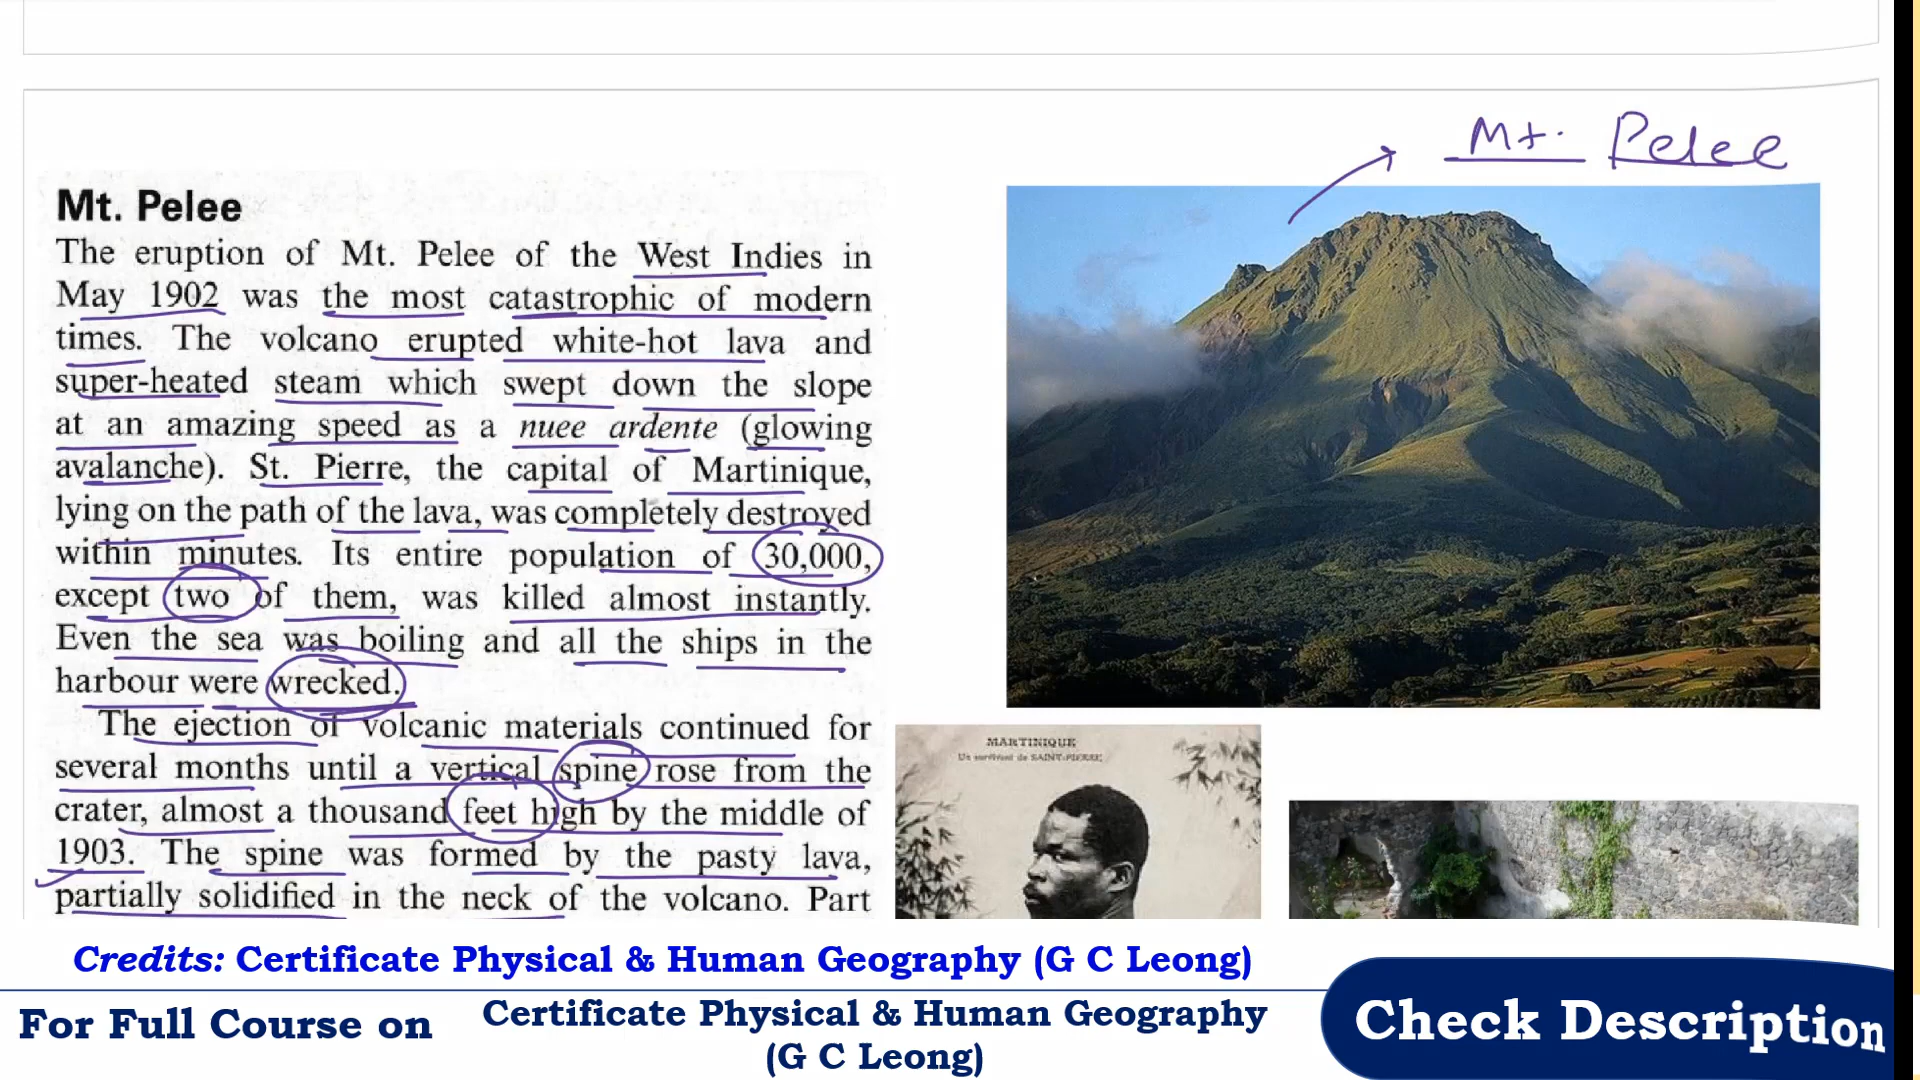 Mt. Pelee
Mt. Pelee
The eruption of Mt. Pelee of the West Indies in
May 1902 was the most catastrophic of modern
times. The volcano erupted white-hot lava and
super-heated steam which swept down the slope
at an amazing speed as a nuee ardente (glowing
avalanche). St. Pierre, the capital of Martinique,
lying on the path of the lava, was completely destroyed
within minutes. Its entire population of 30,000,
except two of them, was killed almost instantly.
Even the sea was boiling and all the ships in the
harbour were wrecked.
The ejection of volcanic materials continued for
several months until a vertical spine rose from the
crater, almost a thousand feet high by the middle of
1903. The spine was formed by the pasty lava,
partially solidified in the neck of the volcano. Part
MARTINIQUE
Un survivant de SAINT-PIERRE
Credits: Certificate Physical & Human Geography (G C Leong)
For Full Course on
Certificate Physical & Human Geography
(G C Leong)
Check Description